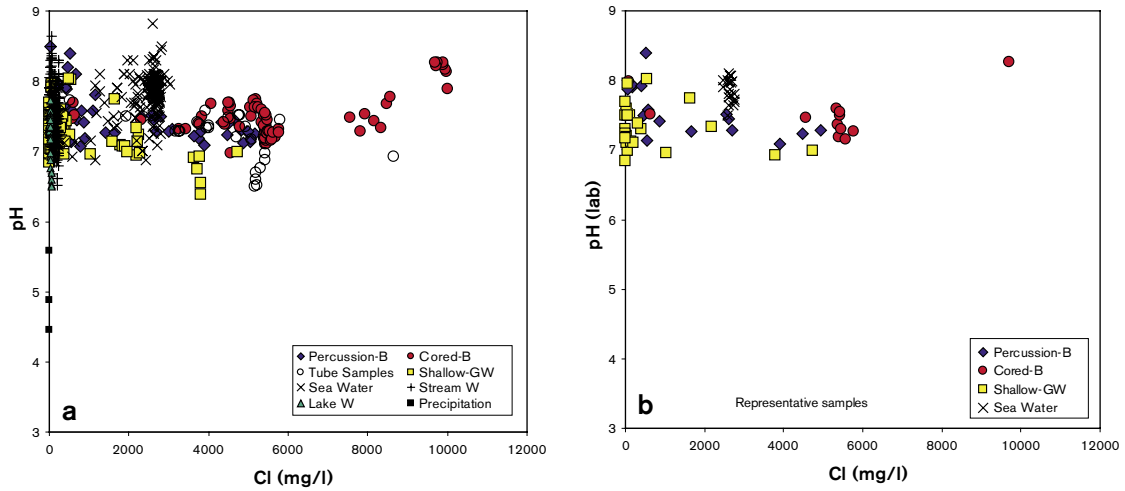 9
8
7
6
5
4
3
pH
0 2000 4000 6000 8000 10000 12000
Cl (mg/l)
a
Percussion-B Cored-B
Tube Samples Shallow-GW
Sea Water Stream W
Lake W Precipitation
9
8
7
6
5
4
3
pH (lab)
0 2000 4000 6000 8000 10000 12000
Cl (mg/l)
b
Representative samples
Percussion-B
Cored-B
Shallow-GW
Sea Water